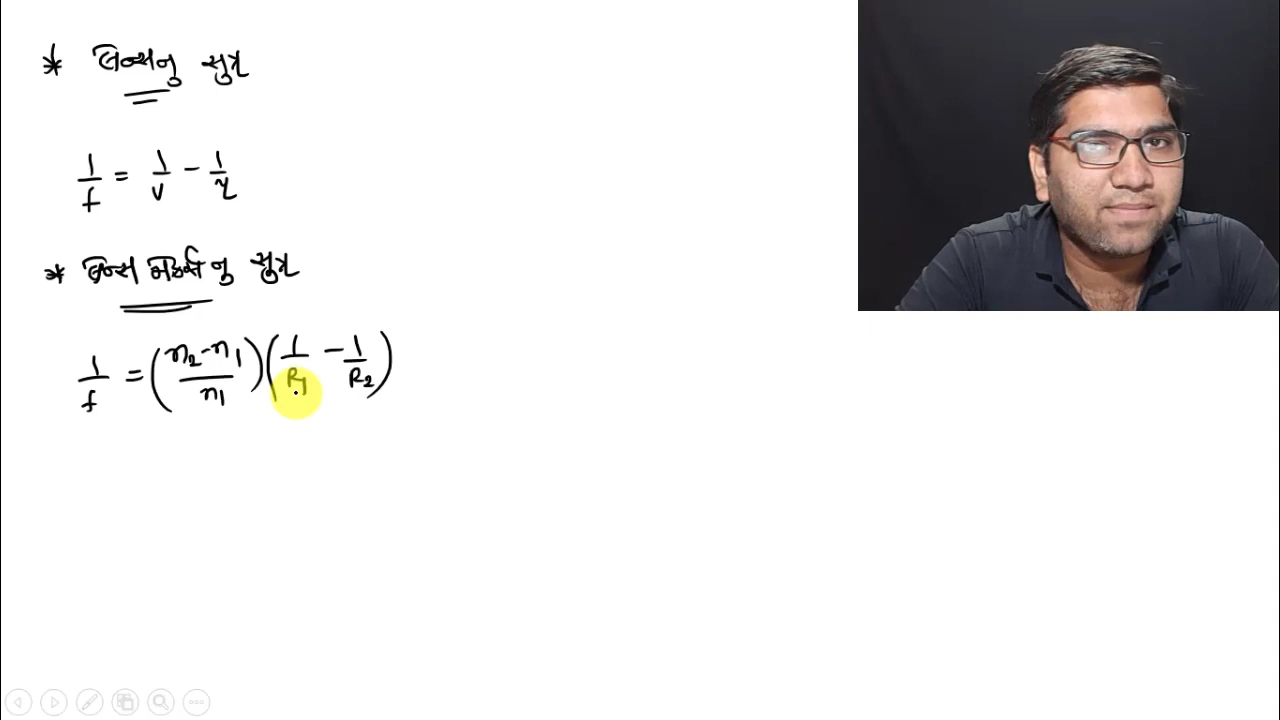 * લેન્સનુ સુત્ર
1/f = 1/v - 1/u
* લેન્સ મેકર્સનુ સુત્ર
1/f = ((n₂-n₁)/n₁)(1/R₁ - 1/R₂)